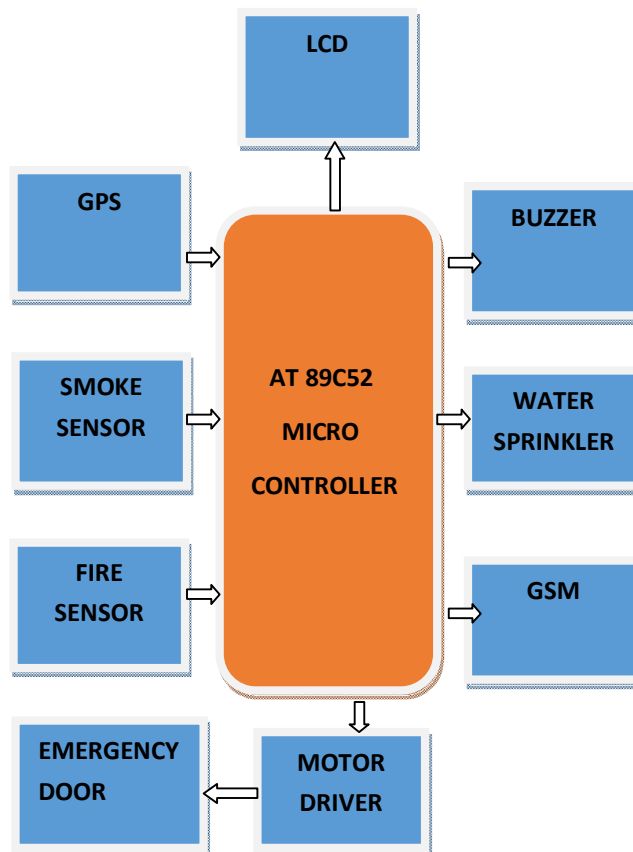 LCD
GPS
BUZZER
SMOKE
SENSOR
AT 89C52
MICRO
CONTROLLER
WATER
SPRINKLER
FIRE
SENSOR
GSM
EMERGENCY
DOOR
MOTOR
DRIVER